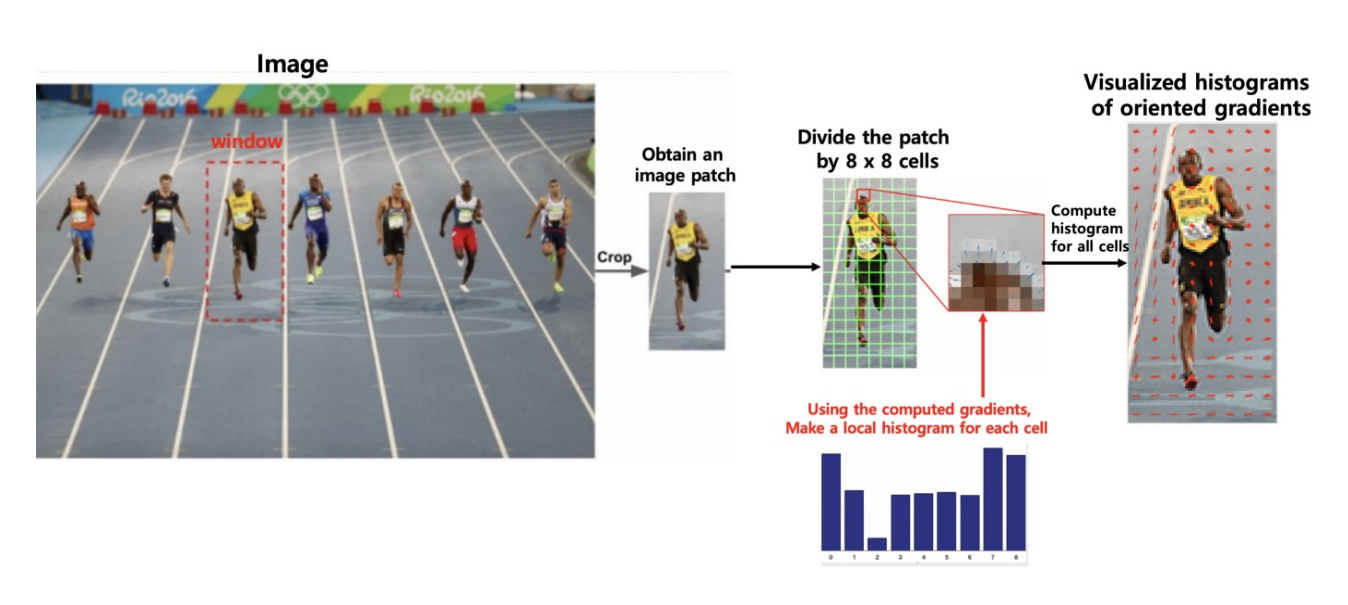 Image
Rio2016
Rio2016
window
Crop
Obtain an
image patch
Divide the patch
by 8 x 8 cells
Compute
histogram
for all cells
Visualized histograms
of oriented gradients
Using the computed gradients,
Make a local histogram for each cell
0 1 2 3 4 5 6 7 8